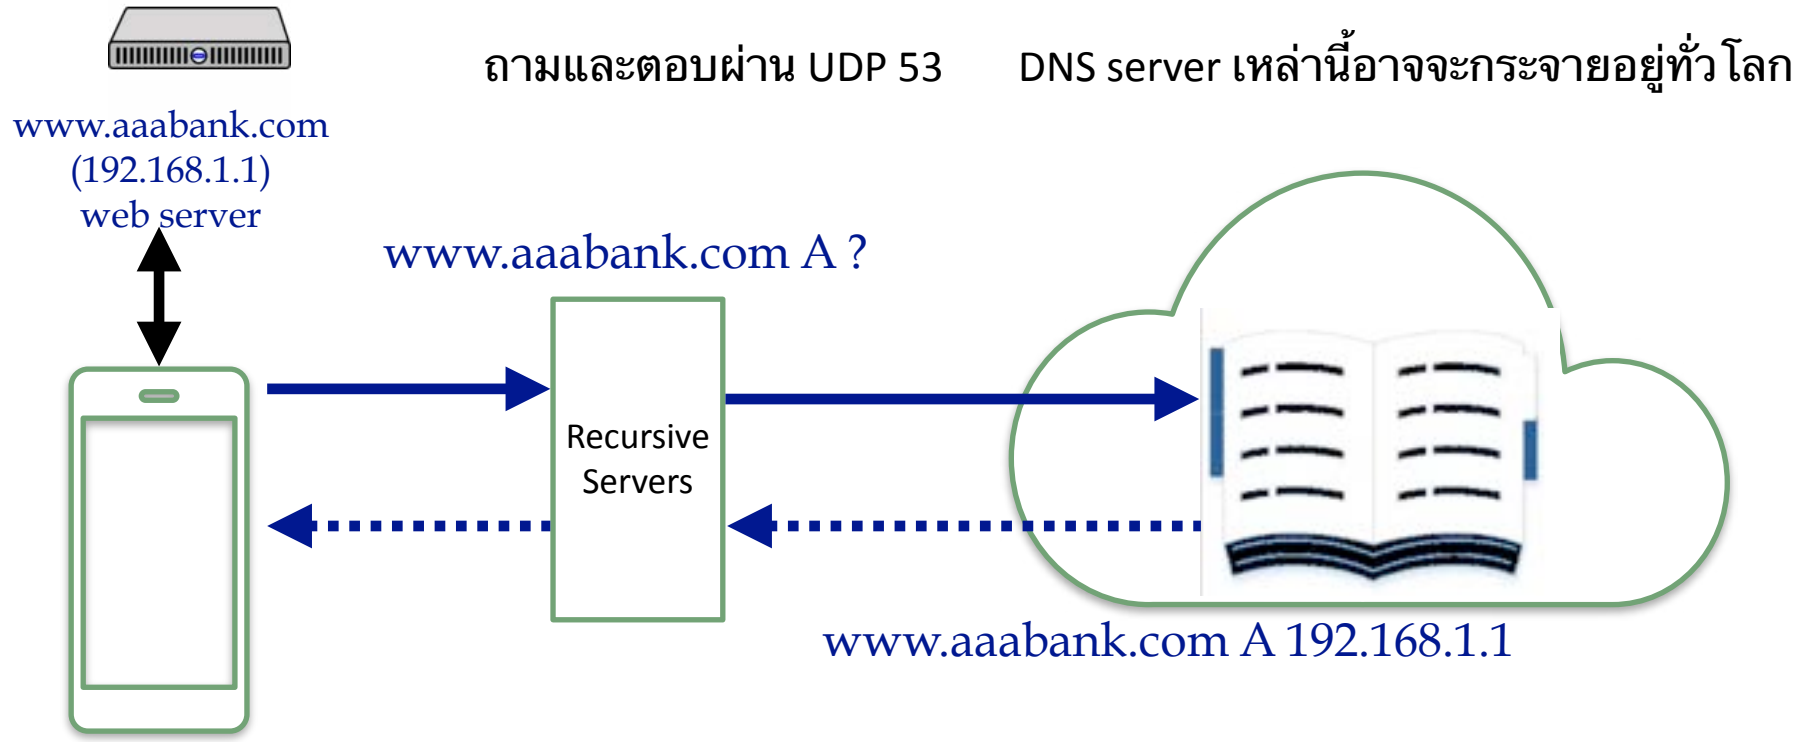 ถามและตอบผ่าน UDP 53
DNS server เหล่านี้อาจจะกระจายอยู่ทั่วโลก
www.aaabank.com
(192.168.1.1)
web server
www.aaabank.com A ?
Recursive
Servers
www.aaabank.com A 192.168.1.1